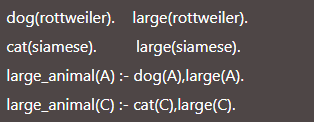 dog(rottweiler).    large(rottweiler).
cat(siamese).         large(siamese).
large_animal(A) :- dog(A),large(A).
large_animal(C) :- cat(C),large(C).